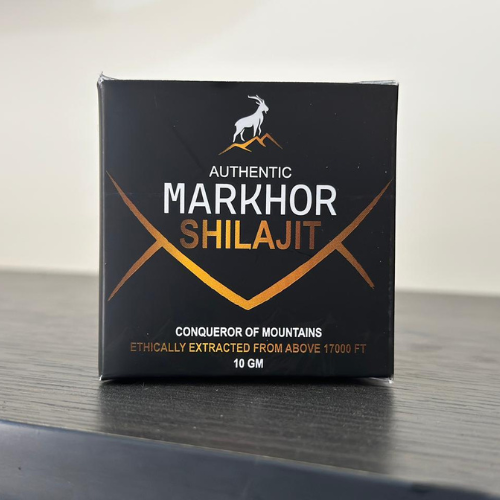 AUTHENTIC
MARKHOR
SHILAJIT
CONQUEROR OF MOUNTAINS
ETHICALLY EXTRACTED FROM ABOVE 17000 FT
10 GM